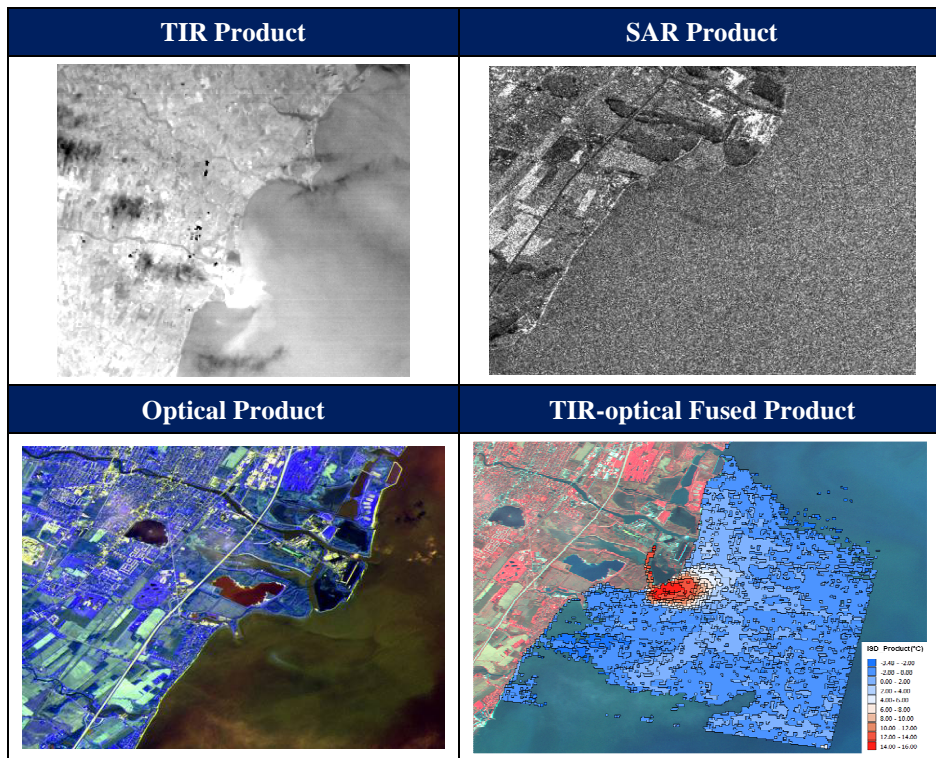 TIR Product
SAR Product
Optical Product
TIR-optical Fused Product
ISD Product(°C)
-3.48 - -2.00
-2.00 - 0.00
0.00 - 2.00
2.00 - 4.00
4.00 - 6.00
6.00 - 8.00
8.00 - 10.00
10.00 - 12.00
12.00 - 14.00
14.00 - 16.00